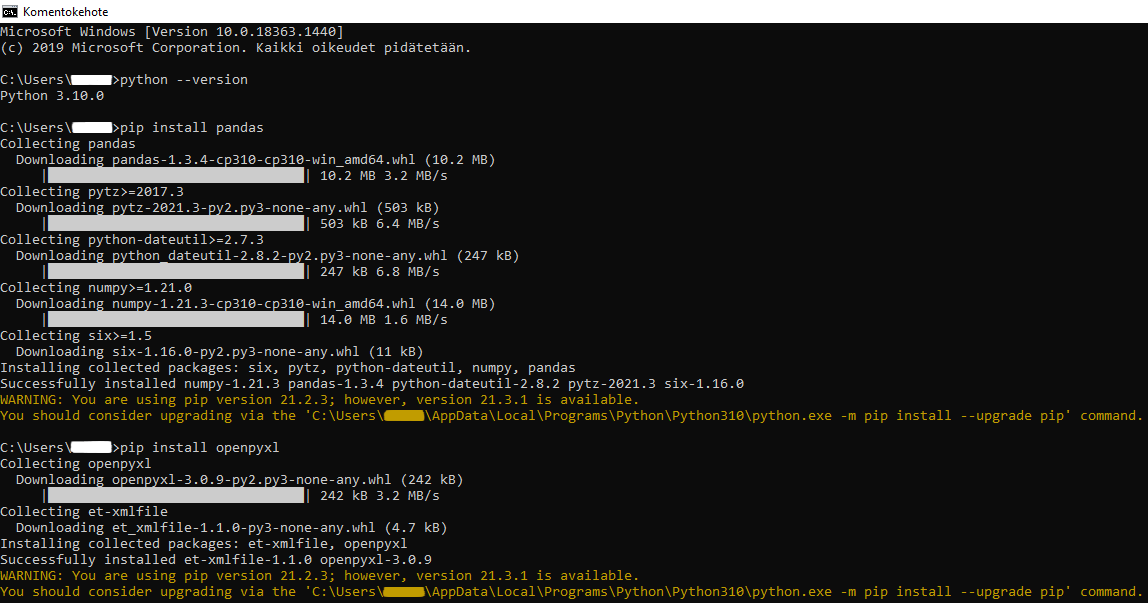 Komentokehote
Microsoft Windows [Version 10.0.18363.1440]
(c) 2019 Microsoft Corporation. Kaikki oikeudet pidätetään.
C:\Users\ >python --version
Python 3.10.0
C:\Users\ >pip install pandas
Collecting pandas
Downloading pandas-1.3.4-cp310-cp310-win_amd64.whl (10.2 MB)
| | 10.2 MB 3.2 MB/s
Collecting pytz>=2017.3
Downloading pytz-2021.3-py2.py3-none-any.whl (503 kB)
| | 503 kB 6.4 MB/s
Collecting python-dateutil>=2.7.3
Downloading python_dateutil-2.8.2-py2.py3-none-any.whl (247 kB)
| | 247 kB 6.8 MB/s
Collecting numpy>=1.21.0
Downloading numpy-1.21.3-cp310-cp310-win_amd64.whl (14.0 MB)
| | 14.0 MB 1.6 MB/s
Collecting six>=1.5
Downloading six-1.16.0-py2.py3-none-any.whl (11 kB)
Installing collected packages: six, pytz, python-dateutil, numpy, pandas
Successfully installed numpy-1.21.3 pandas-1.3.4 python-dateutil-2.8.2 pytz-2021.3 six-1.16.0
WARNING: You are using pip version 21.2.3; however, version 21.3.1 is available.
You should consider upgrading via the 'C:\Users\ \AppData\Local\Programs\Python\Python310\python.exe -m pip install --upgrade pip' command.
C:\Users\ >pip install openpyxl
Collecting openpyxl
Downloading openpyxl-3.0.9-py2.py3-none-any.whl (242 kB)
| | 242 kB 3.2 MB/s
Collecting et-xmlfile
Downloading et_xmlfile-1.1.0-py3-none-any.whl (4.7 kB)
Installing collected packages: et-xmlfile, openpyxl
Successfully installed et-xmlfile-1.1.0 openpyxl-3.0.9
WARNING: You are using pip version 21.2.3; however, version 21.3.1 is available.
You should consider upgrading via the 'C:\Users\ \AppData\Local\Programs\Python\Python310\python.exe -m pip install --upgrade pip' command.